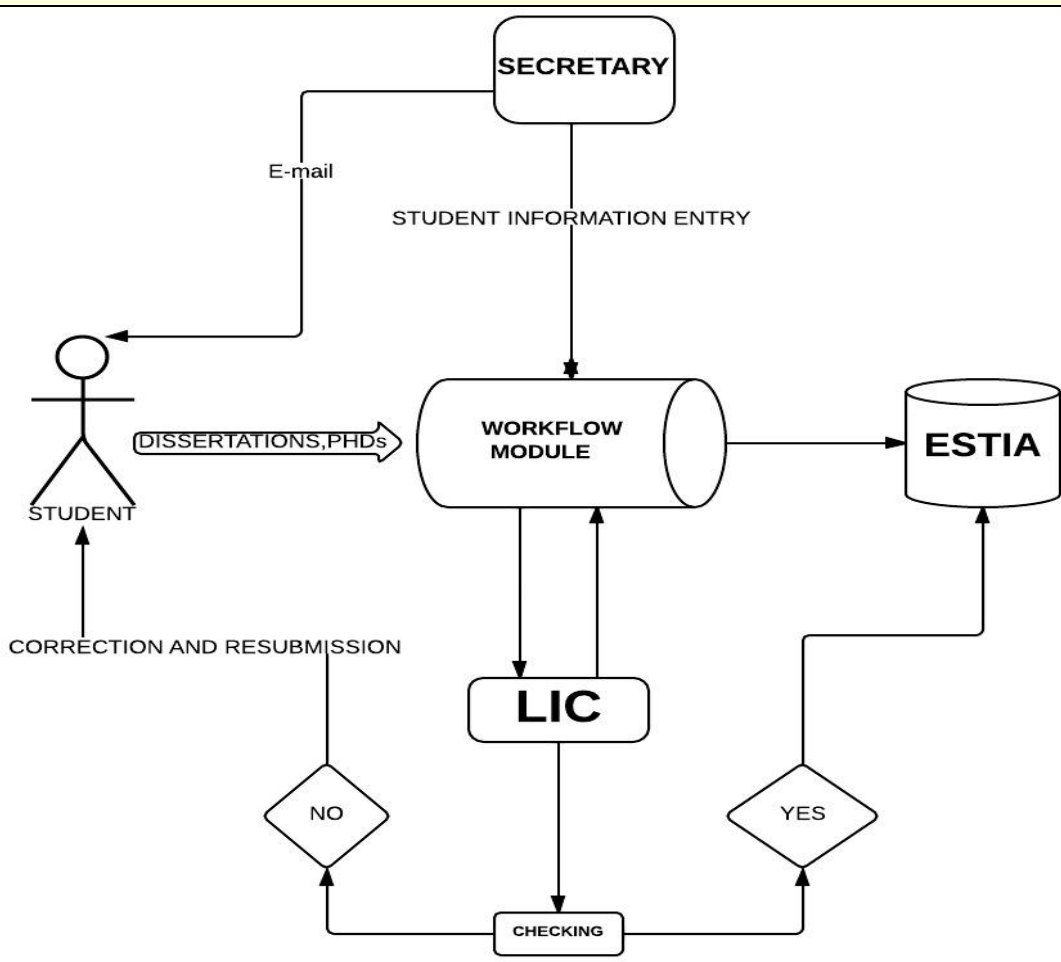 SECRETARY
E-mail
STUDENT INFORMATION ENTRY
DISSERTATIONS,PHDs
WORKFLOW
MODULE
ESTIA
STUDENT
CORRECTION AND RESUBMISSION
LIC
NO
YES
CHECKING